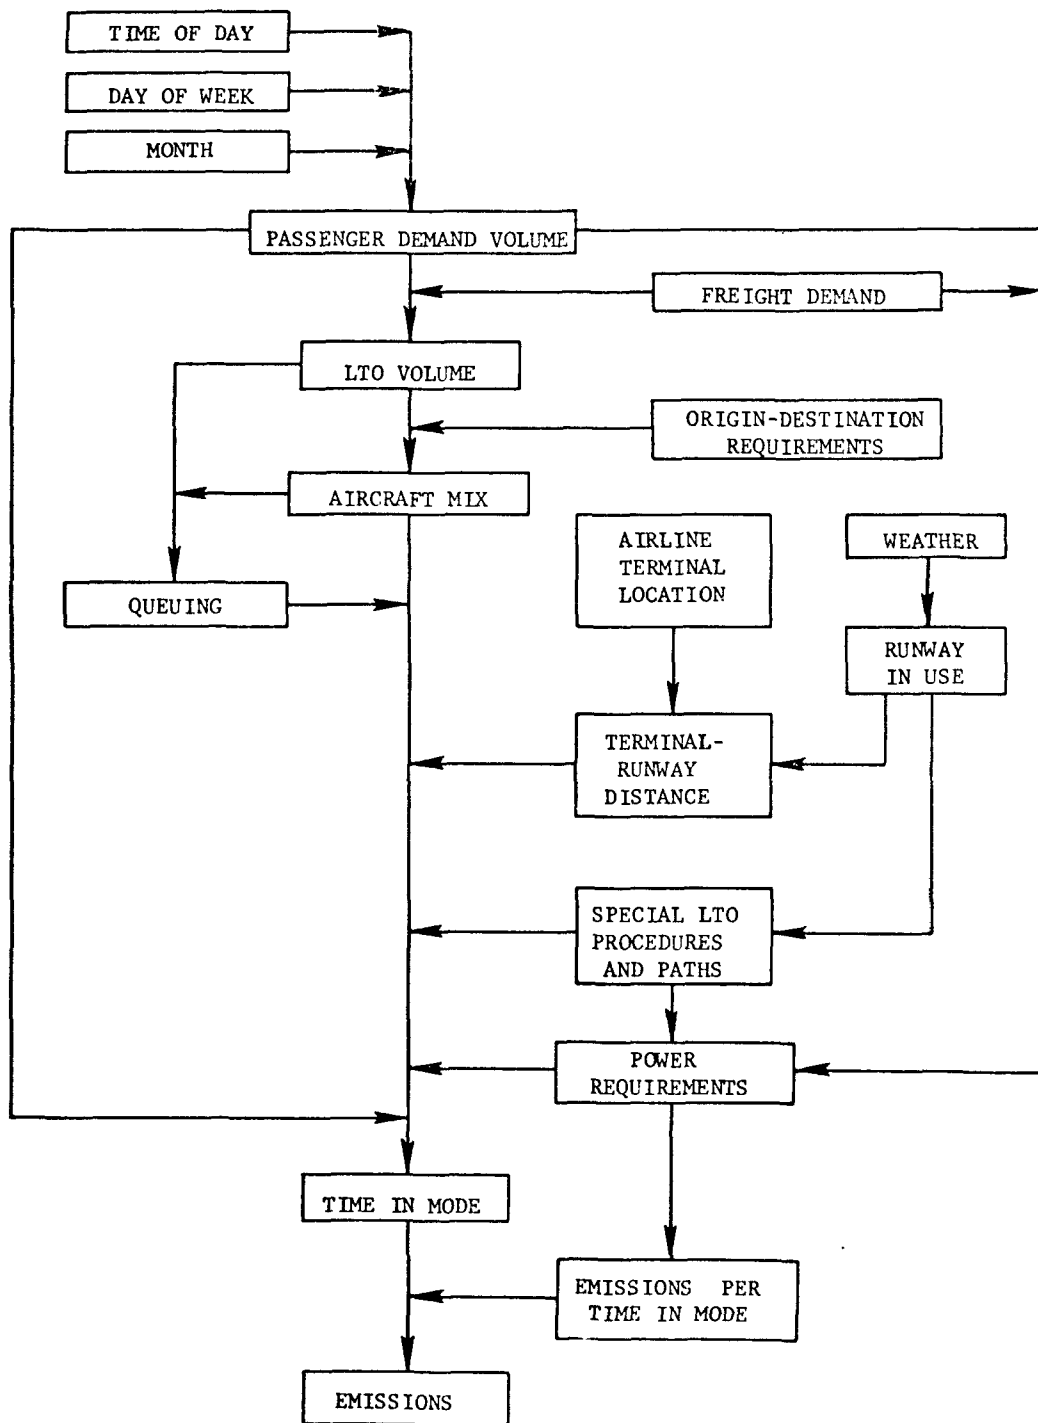 TIME OF DAY
DAY OF WEEK
MONTH
PASSENGER DEMAND VOLUME
FREIGHT DEMAND
LTO VOLUME
ORIGIN-DESTINATION
REQUIREMENTS
AIRCRAFT MIX
AIRLINE
TERMINAL
LOCATION
WEATHER
QUEUING
RUNWAY
IN USE
TERMINAL-
RUNWAY
DISTANCE
SPECIAL LTO
PROCEDURES
AND PATHS
POWER
REQUIREMENTS
TIME IN MODE
EMISSIONS PER
TIME IN MODE
EMISSIONS